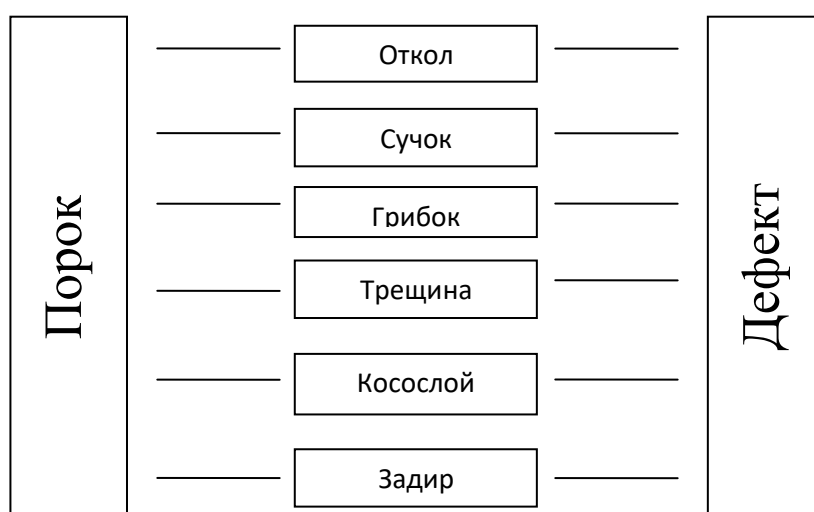 Порок
Откол
Сучок
Грибок
Трещина
Косослой
Задир
Дефект